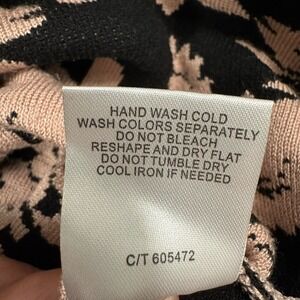 HAND WASH COLD
WASH COLORS SEPARATELY
DO NOT BLEACH
RESHAPE AND DRY FLAT
DO NOT TUMBLE DRY
COOL IRON IF NEEDED
C/T 605472